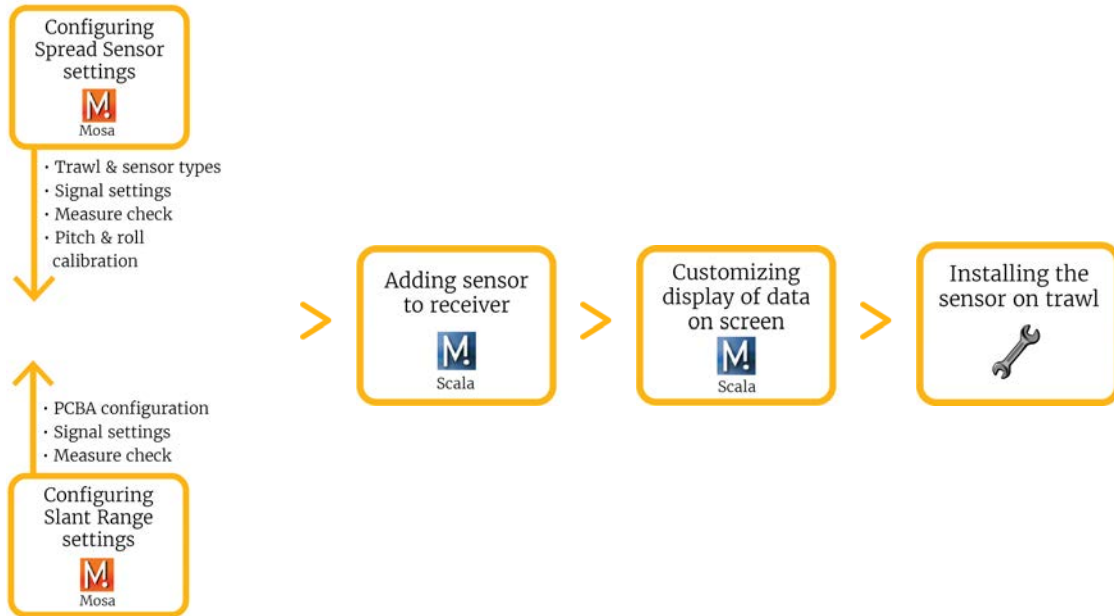 Configuring
Spread Sensor
settings
M!
Mosa
· Trawl & sensor types
· Signal settings
· Measure check
· Pitch & roll
calibration
Adding sensor
to receiver
M!
Scala
Customizing
display of data
on screen
M!
Scala
Installing the
sensor on trawl
· PCBA configuration
· Signal settings
· Measure check
Configuring
Slant Range
settings
M!
Mosa